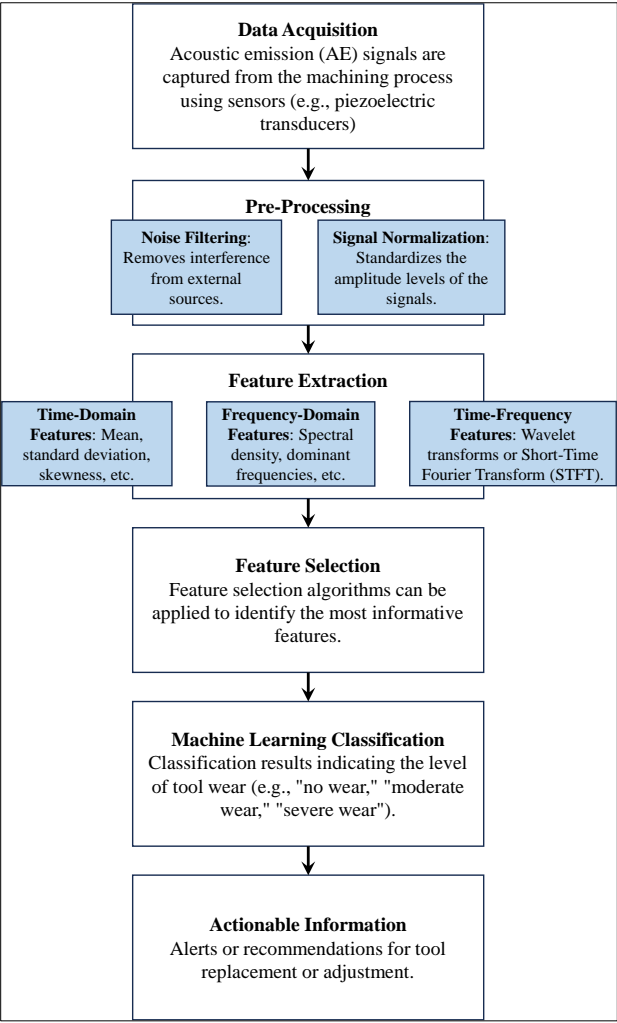 Data Acquisition
Acoustic emission (AE) signals are
captured from the machining process
using sensors (e.g., piezoelectric
transducers)
Pre-Processing
Noise Filtering:
Removes interference
from external
sources.
Signal Normalization:
Standardizes the
amplitude levels of the
signals.
Feature Extraction
Time-Domain
Features: Mean,
standard deviation,
skewness, etc.
Frequency-Domain
Features: Spectral
density, dominant
frequencies, etc.
Time-Frequency
Features: Wavelet
transforms or Short-Time
Fourier Transform (STFT).
Feature Selection
Feature selection algorithms can be
applied to identify the most informative
features.
Machine Learning Classification
Classification results indicating the level
of tool wear (e.g., "no wear," "moderate
wear," "severe wear").
Actionable Information
Alerts or recommendations for tool
replacement or adjustment.